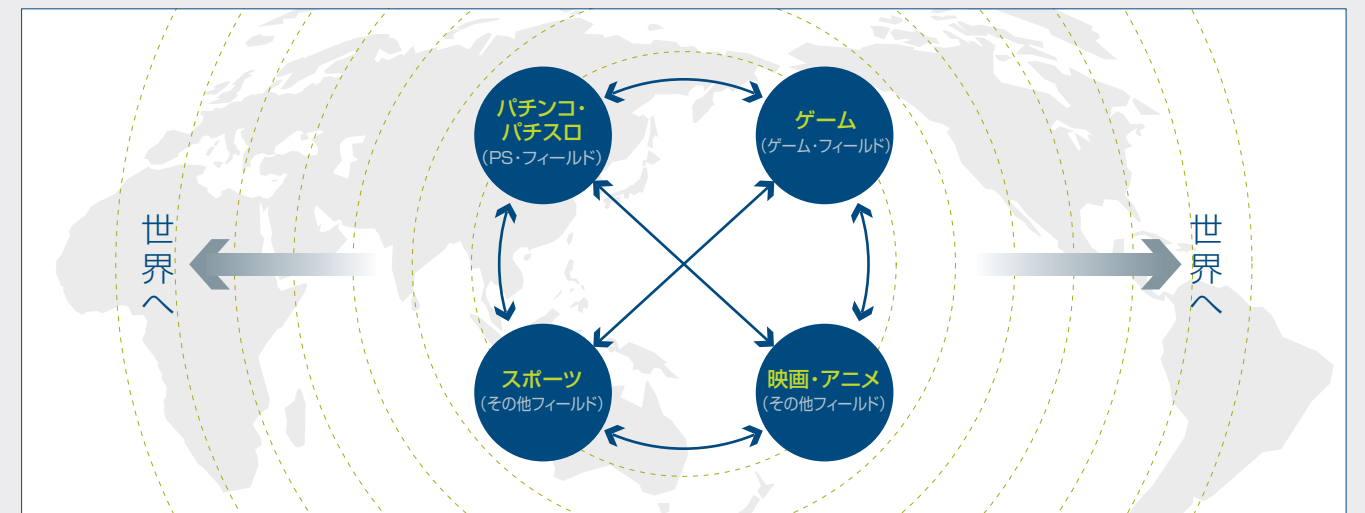 パチンコ・
パチスロ
(PS・フィールド)
ゲーム
(ゲーム・フィールド)
世界へ
世界へ
スポーツ
(その他フィールド)
映画・アニメ
(その他フィールド)